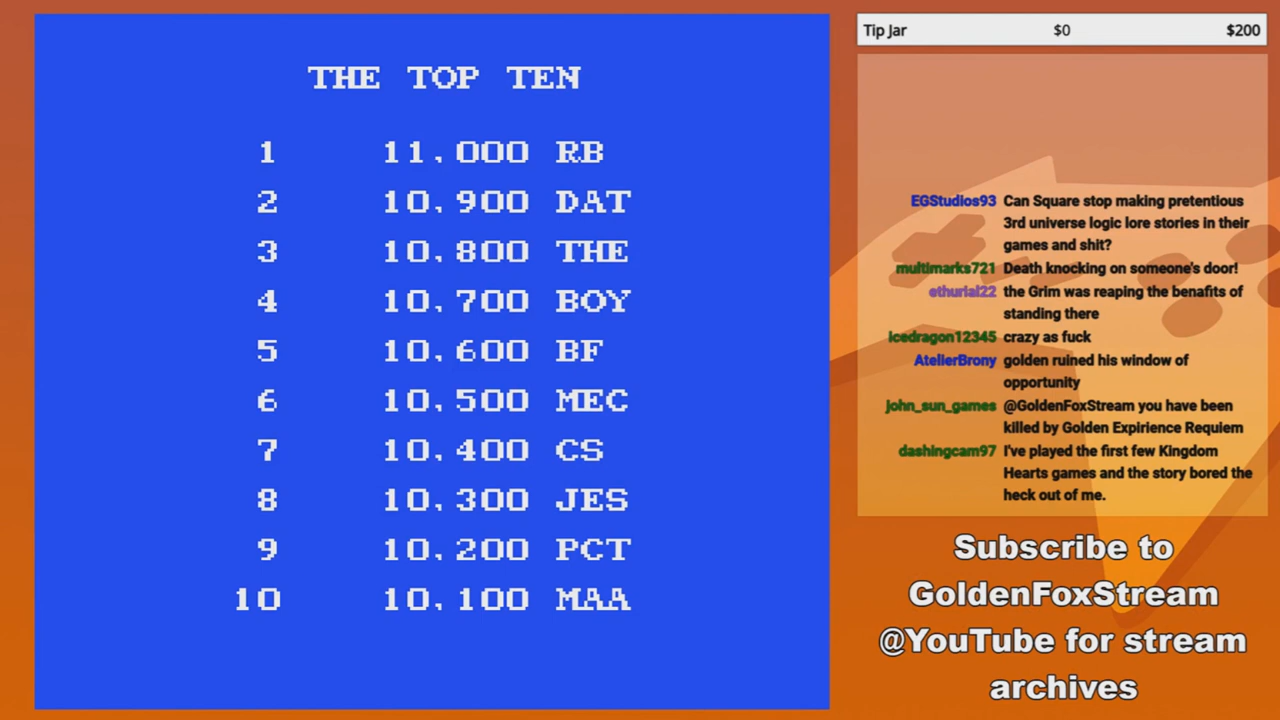 THE TOP TEN
1 11,000 RB
2 10,900 DAT
3 10,800 THE
4 10,700 BOY
5 10,600 BF
6 10,500 MEC
7 10,400 CS
8 10,300 JES
9 10,200 PCT
10 10,100 MAA
Tip Jar $0 $200
EGStudios93 Can Square stop making pretentious
3rd universe logic lore stories in their
games and shit?
multimarks721 Death knocking on someone's door!
ethurial22 the Grim was reaping the benafits of
standing there
icedragon12345 crazy as fuck
AtelierBrony golden ruined his window of
opportunity
john_sun_games @GoldenFoxStream you have been
killed by Golden Expirience Requiem
dashingcam97 I've played the first few Kingdom
Hearts games and the story bored the
heck out of me.
Subscribe to
GoldenFoxStream
@YouTube for stream
archives